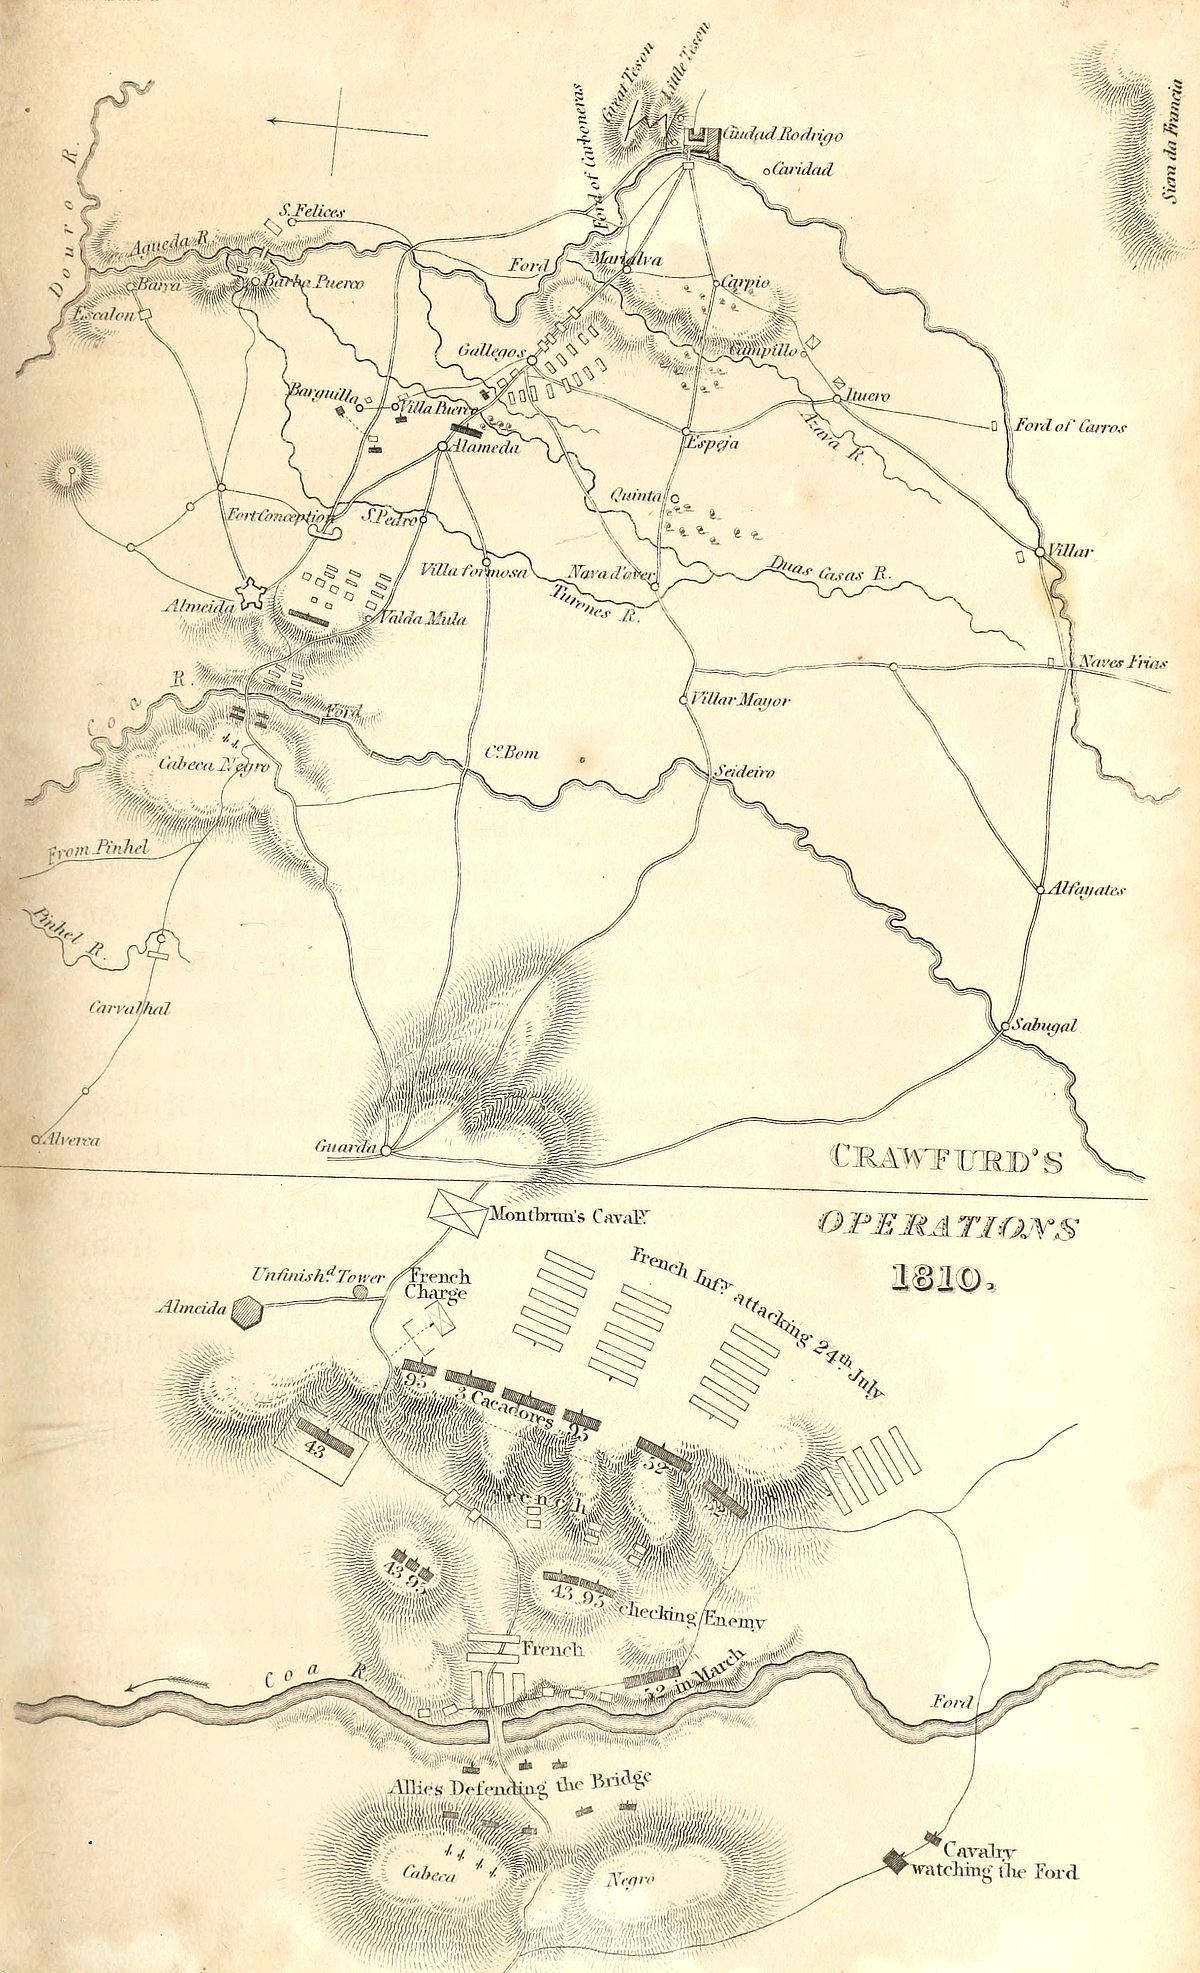 Great Teson
Little Teson
Ford of Carboneras
Ciudad Rodrigo
Caridad
Siera da Francia
Douro R.
S. Felices
Agueda R.
Ford
Marialva
Barra
Barba Puerco
Carpio
Escalon
Gallegos
Campillo
Barquilla
Villa Puerco
Ituero
Azava R.
Ford of Carros
Alameda
Espeja
Quinta
Fort Conception
S. Pedro
Villar
Villa formosa
Nava d'aver
Duas Casas R.
Turones R.
Almeida
Valda Mula
Naves Frias
Coa R.
Ford
Villar Mayor
Co. Bom
Cabeca Negro
Seideiro
From Pinhel
Alfayates
Pinhel R.
Carvalhal
Sabugal
Alverca
Guarda
CRAWFURD'S
OPERATIONS
1810.
Montbrun's Cavaly.
Unfinishd. Tower
French
Charge
French Infy. attacking 24th. July
Almeida
95
3 Cacadores
95
43
52
52
French
43 95
43 95
checking Enemy
French
52 in March
Coa R.
Ford
Allies Defending the Bridge
Cavalry
watching the Ford
Cabeca
Negro